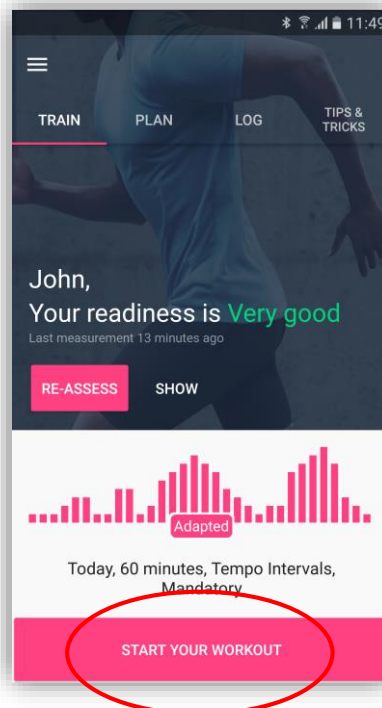 11:49
TRAIN PLAN LOG TIPS &
TRICKS
John,
Your readiness is Very good
Last measurement 13 minutes ago
RE-ASSESS SHOW
Adapted
Today, 60 minutes, Tempo Intervals,
Mandatory
START YOUR WORKOUT